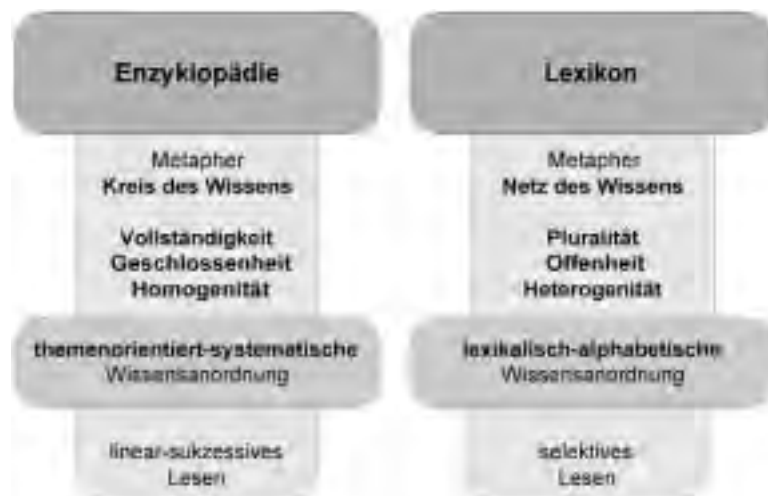 Enzyklopädie
Metapher
Kreis des Wissens
Vollständigkeit
Geschlossenheit
Homogenität
themenorientiert-systematische
Wissensanordnung
linear-sukzessives
Lesen
Lexikon
Metapher
Netz des Wissens
Pluralität
Offenheit
Heterogenität
lexikalisch-alphabetische
Wissensanordnung
selektives
Lesen